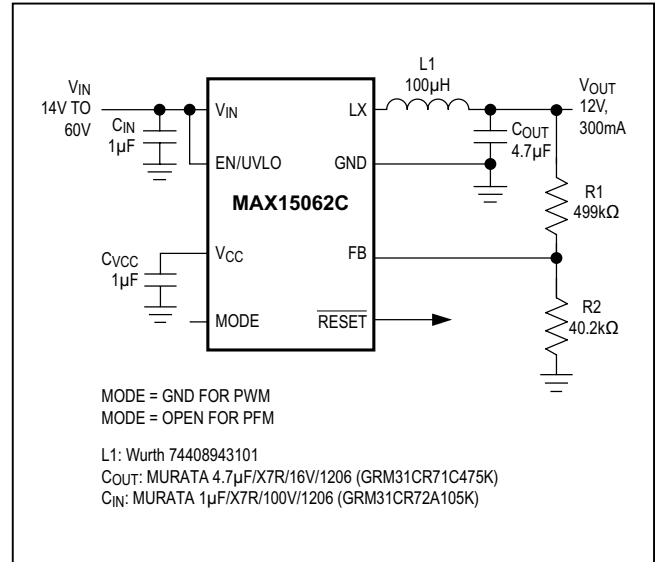 L1
100µH
VIN
14V TO
60V
CIN
1µF
VIN
LX
VOUT
12V,
300mA
COUT
4.7µF
EN/UVLO
GND
R1
499kΩ
MAX15062C
CVCC
1µF
VCC
FB
MODE
RESET
R2
40.2kΩ
MODE = GND FOR PWM
MODE = OPEN FOR PFM
L1: Wurth 74408943101
COUT: MURATA 4.7µF/X7R/16V/1206 (GRM31CR71C475K)
CIN: MURATA 1µF/X7R/100V/1206 (GRM31CR72A105K)